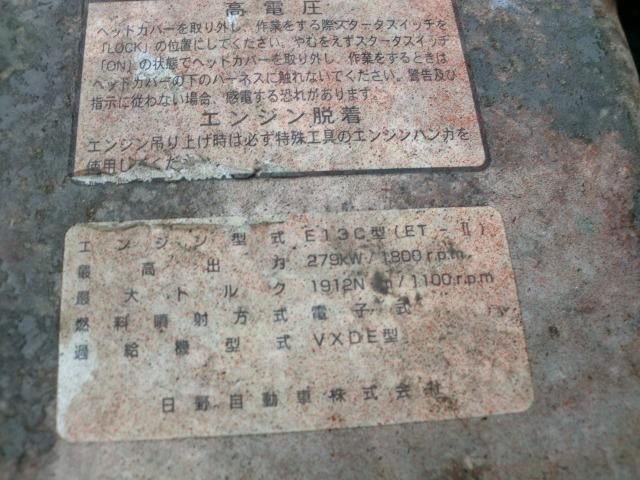 高電圧
ヘッドカバーを取り外し、作業をする際スタータスイッチを
「LOCK」の位置にしてください。やむをえずスタータスイッチ
「ON」の状態でヘッドカバーを取り外し、作業をするときは
ヘッドカバーの下のハーネスに触れないでください。警告及び
指示に従わない場合、感電する恐れがあります。
エンジン脱着
エンジン吊り上げ時は必ず特殊工具のエンジンハンガを
使用してくだ
エンジン型式 E13C型(ET-Ⅱ)
最高出力 279kW/1800r.p.m
最大トルク 1912N m/1100r.p.m
燃料噴射方式 電子式
過給機型式 VXDE型
日野自動車株式会社